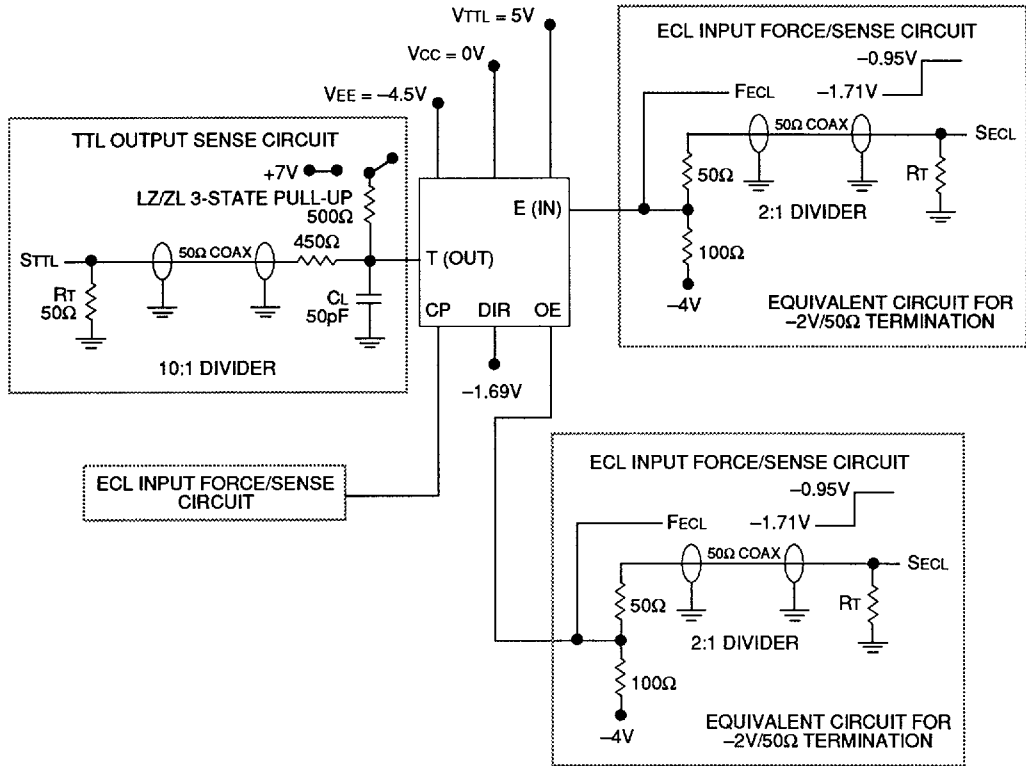 VTTL = 5V
VCC = 0V
VEE = –4.5V
TTL OUTPUT SENSE CIRCUIT
+7V
LZ/ZL 3-STATE PULL-UP
500Ω
450Ω
STTL
50Ω COAX
RT
50Ω
CL
50pF
10:1 DIVIDER
E (IN)
T (OUT)
CP
DIR
OE
–1.69V
ECL INPUT FORCE/SENSE CIRCUIT
–0.95V
FECL
–1.71V
50Ω COAX
SECL
50Ω
RT
2:1 DIVIDER
100Ω
–4V
EQUIVALENT CIRCUIT FOR
–2V/50Ω TERMINATION
ECL INPUT FORCE/SENSE
CIRCUIT
ECL INPUT FORCE/SENSE CIRCUIT
–0.95V
FECL
–1.71V
50Ω COAX
SECL
50Ω
RT
2:1 DIVIDER
100Ω
–4V
EQUIVALENT CIRCUIT FOR
–2V/50Ω TERMINATION